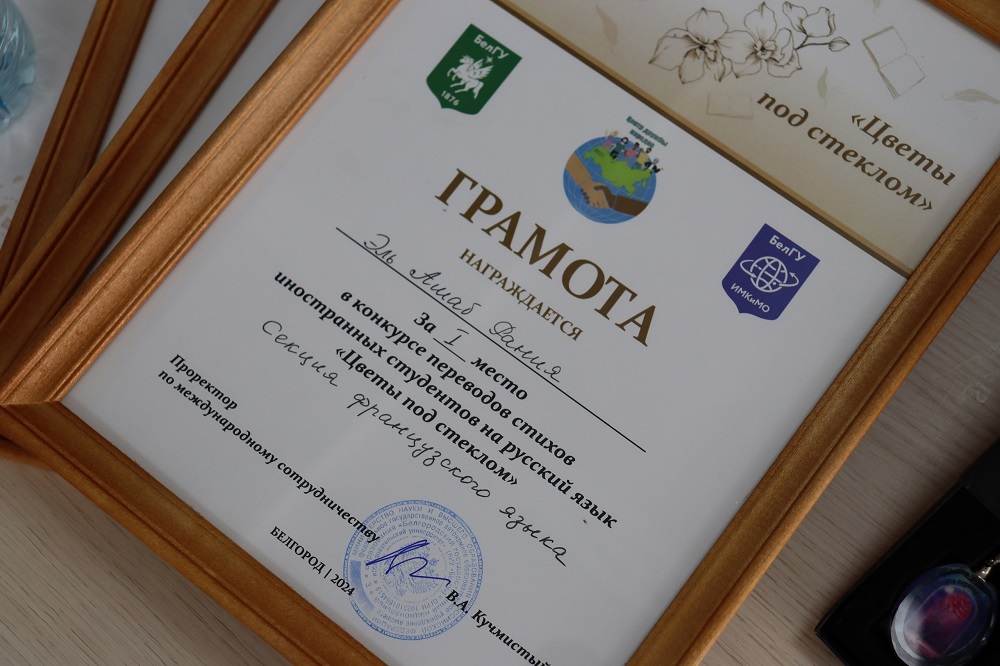 «Цветы
под стеклом»
БелГУ
1876
БелГУ
ИМКиМО
ГРАМОТА
НАГРАЖДАЕТСЯ
Эль Ашаб Фания
За I место
в конкурсе переводов стихов
иностранных студентов на русский язык
«Цветы под стеклом»
Секция французского языка
Проректор
по международному сотрудничеству
В.А. Кучмистый
БЕЛГОРОД | 2024